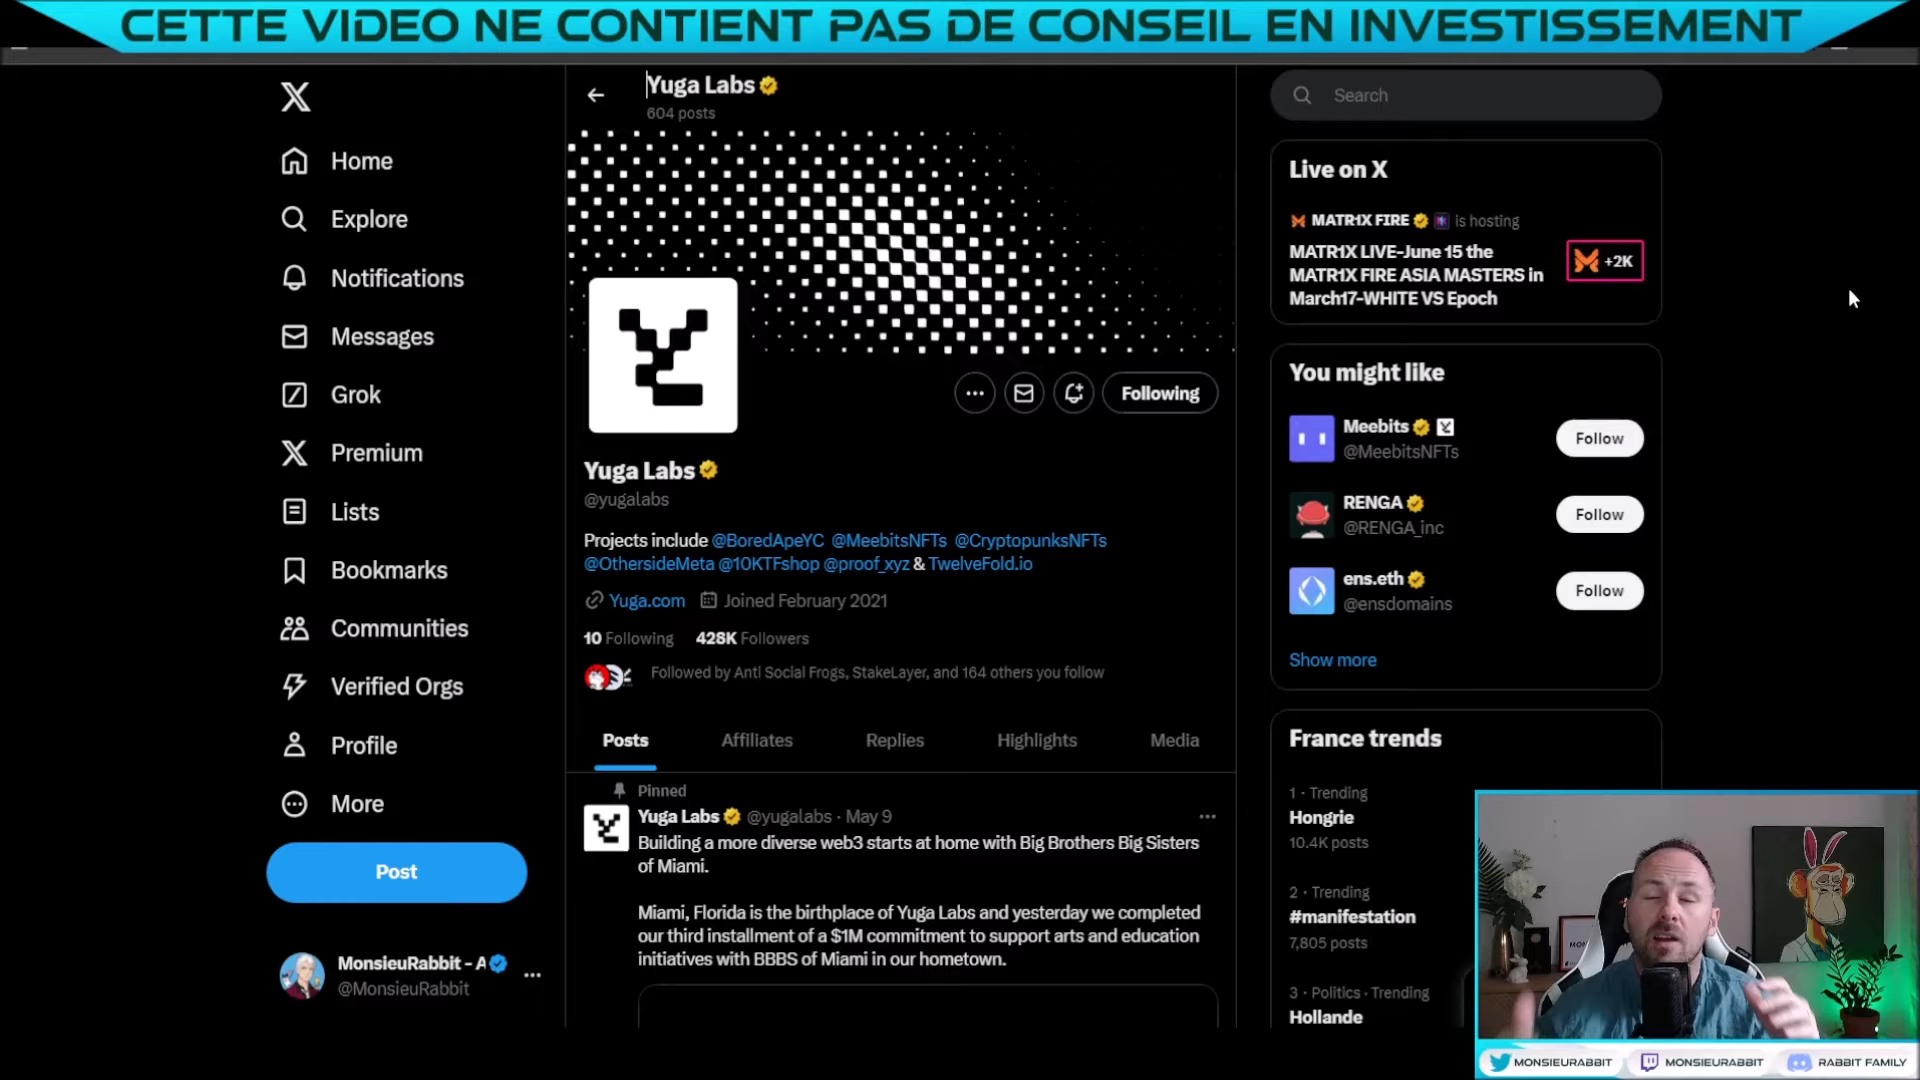 CETTE VIDEO NE CONTIENT PAS DE CONSEIL EN INVESTISSEMENT
Home
Explore
Notifications
Messages
Grok
Premium
Lists
Bookmarks
Communities
Verified Orgs
Profile
More
Post
MonsieuRabbit - A
@MonsieuRabbit
Yuga Labs
604 posts
Following
Yuga Labs
@yugalabs
Projects include @BoredApeYC @MeebitsNFTs @CryptopunksNFTs
@OthersideMeta @10KTFshop @proof_xyz & TwelveFold.io
Yuga.com Joined February 2021
10 Following 428K Followers
Followed by Anti Social Frogs, StakeLayer, and 164 others you follow
Posts Affiliates Replies Highlights Media
Pinned
Yuga Labs @yugalabs · May 9
Building a more diverse web3 starts at home with Big Brothers Big Sisters
of Miami.
Miami, Florida is the birthplace of Yuga Labs and yesterday we completed
our third installment of a $1M commitment to support arts and education
initiatives with BBBS of Miami in our hometown.
Search
Live on X
MATR1X FIRE is hosting
MATR1X LIVE-June 15 the
MATR1X FIRE ASIA MASTERS in
March17-WHITE VS Epoch
+2K
You might like
Meebits
@MeebitsNFTs
Follow
RENGA
@RENGA_inc
Follow
ens.eth
@ensdomains
Follow
Show more
France trends
1 · Trending
Hongrie
10.4K posts
2 · Trending
#manifestation
7,805 posts
3 · Politics · Trending
Hollande
MONSIEURABBIT MONSIEURABBIT RABBIT FAMILY